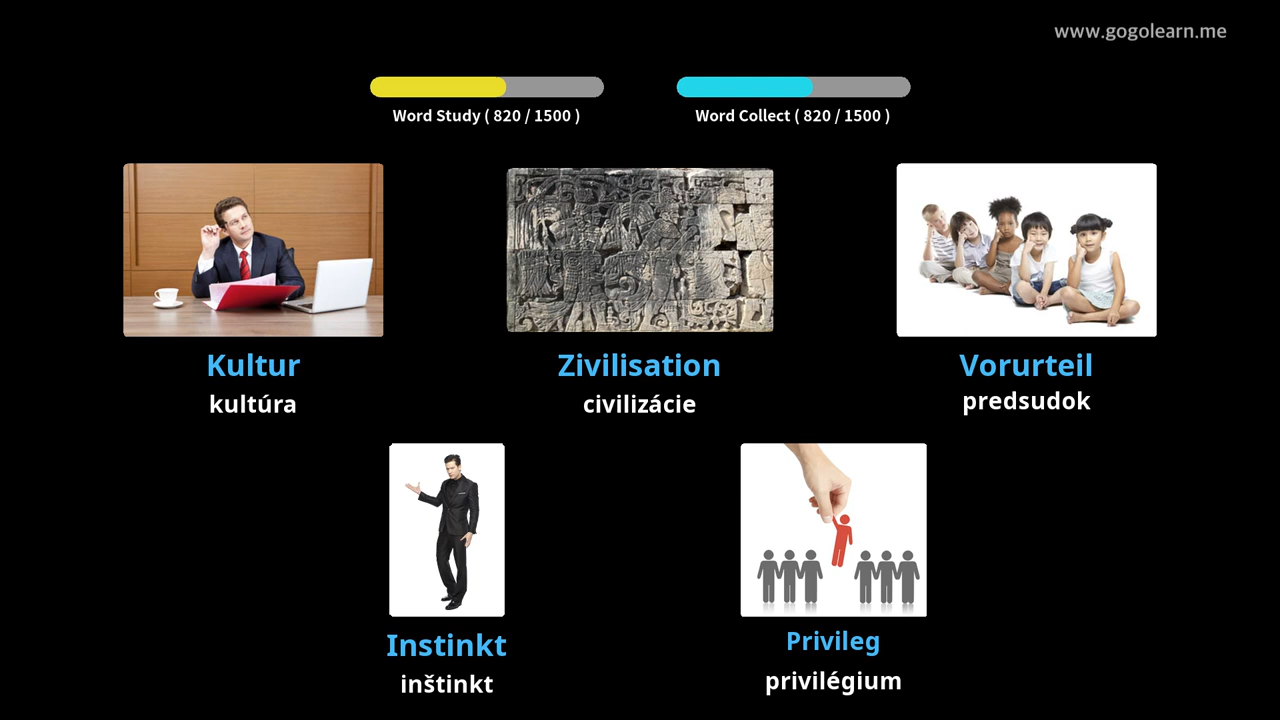 www.gogolearn.me
Word Study ( 820 / 1500 )
Word Collect ( 820 / 1500 )
Kultur
kultúra
Zivilisation
civilizácie
Vorurteil
predsudok
Instinkt
inštinkt
Privileg
privilégium